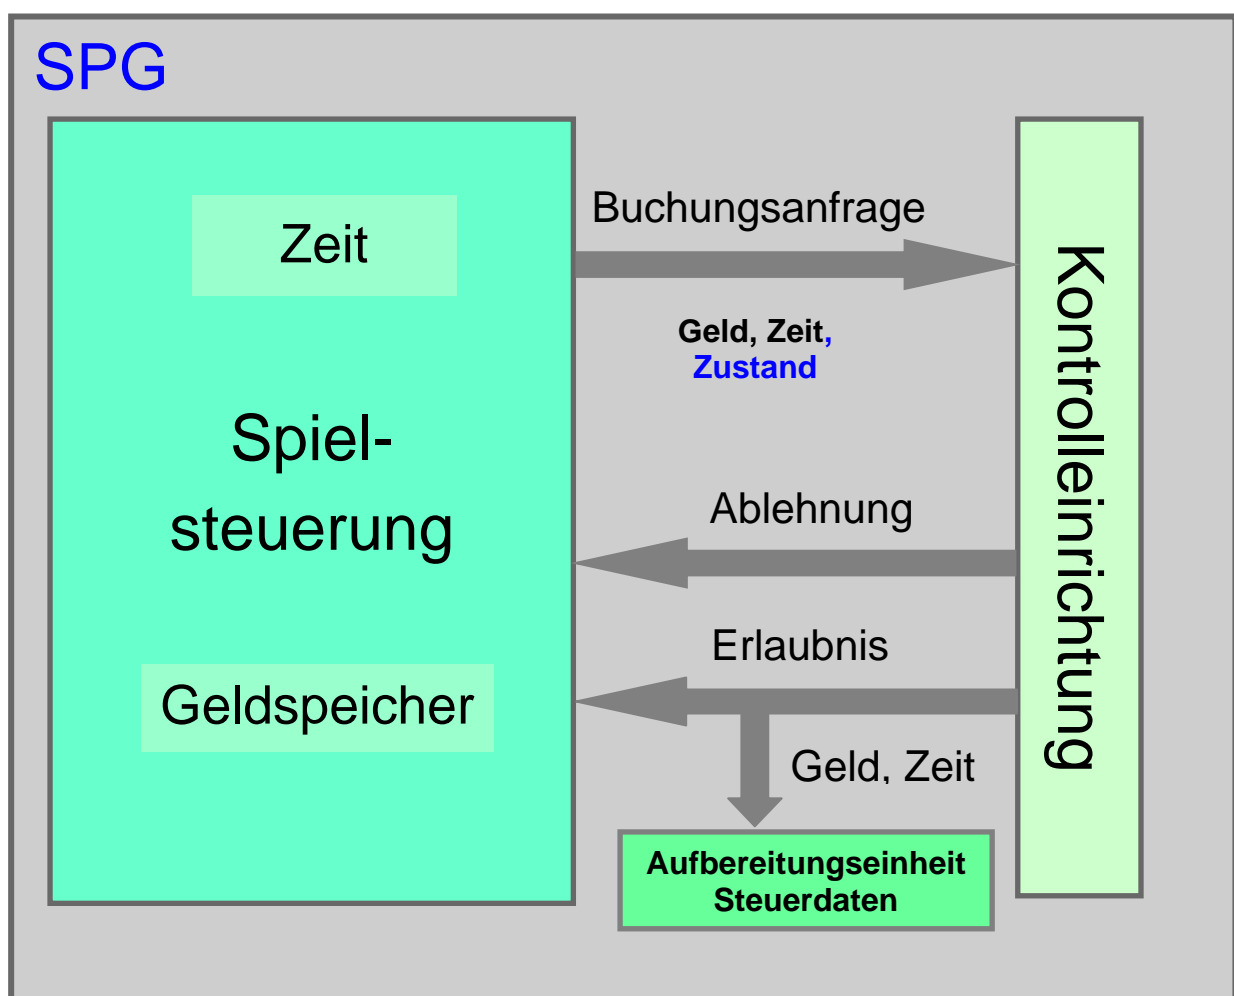 SPG
Zeit
Buchungsanfrage
Geld, Zeit,
Zustand
Spiel-
steuerung
Ablehnung
Erlaubnis
Geldspeicher
Geld, Zeit
Aufbereitungseinheit
Steuerdaten
Kontrolleinrichtung